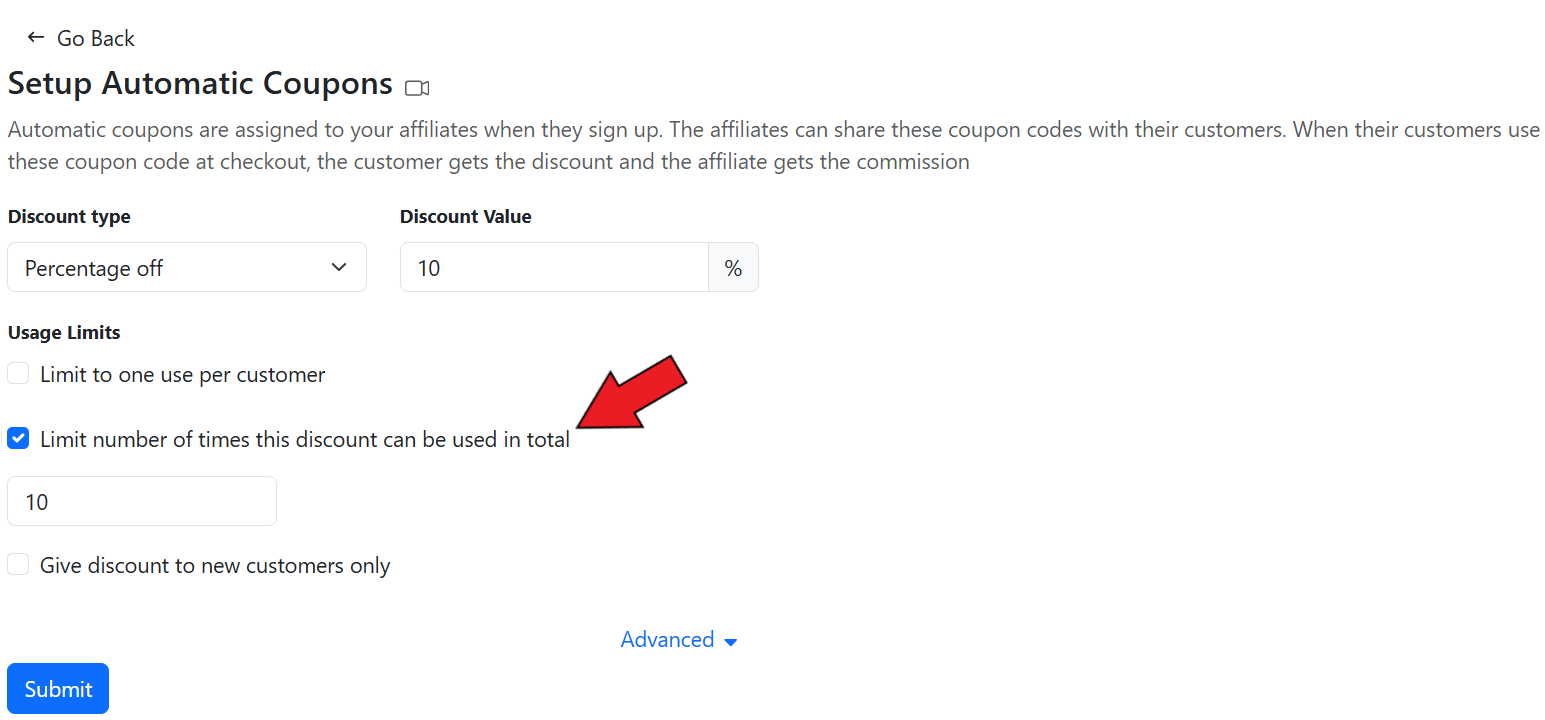 Go Back
Setup Automatic Coupons
Automatic coupons are assigned to your affiliates when they sign up. The affiliates can share these coupon codes with their customers. When their customers use
these coupon code at checkout, the customer gets the discount and the affiliate gets the commission
Discount type
Discount Value
Percentage off
10
%
Usage Limits
Limit to one use per customer
Limit number of times this discount can be used in total
10
Give discount to new customers only
Advanced
Submit